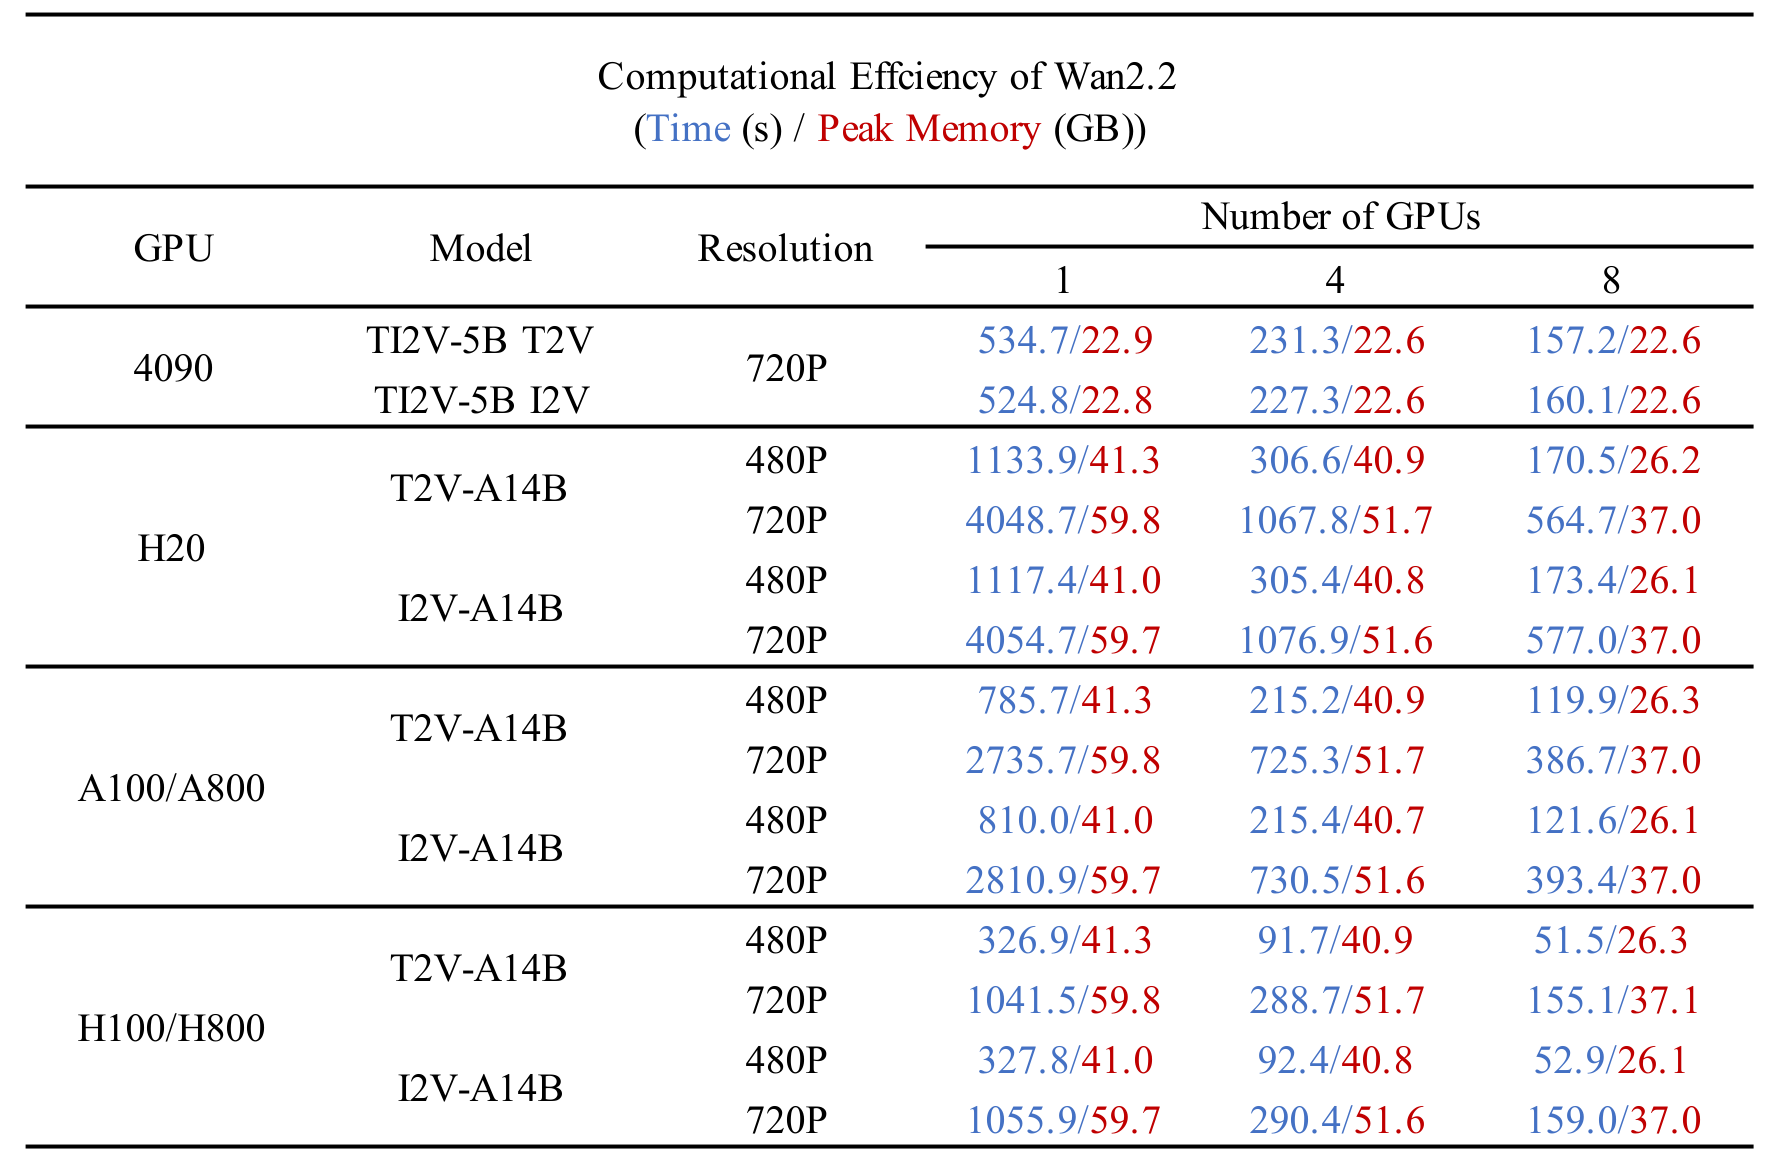 Computational Effciency of Wan2.2
(Time (s) / Peak Memory (GB))
GPU Model Resolution Number of GPUs
1 4 8
4090 TI2V-5B T2V 720P 534.7/22.9 231.3/22.6 157.2/22.6
TI2V-5B I2V 524.8/22.8 227.3/22.6 160.1/22.6
H20 T2V-A14B 480P 1133.9/41.3 306.6/40.9 170.5/26.2
720P 4048.7/59.8 1067.8/51.7 564.7/37.0
I2V-A14B 480P 1117.4/41.0 305.4/40.8 173.4/26.1
720P 4054.7/59.7 1076.9/51.6 577.0/37.0
A100/A800 T2V-A14B 480P 785.7/41.3 215.2/40.9 119.9/26.3
720P 2735.7/59.8 725.3/51.7 386.7/37.0
I2V-A14B 480P 810.0/41.0 215.4/40.7 121.6/26.1
720P 2810.9/59.7 730.5/51.6 393.4/37.0
H100/H800 T2V-A14B 480P 326.9/41.3 91.7/40.9 51.5/26.3
720P 1041.5/59.8 288.7/51.7 155.1/37.1
I2V-A14B 480P 327.8/41.0 92.4/40.8 52.9/26.1
720P 1055.9/59.7 290.4/51.6 159.0/37.0